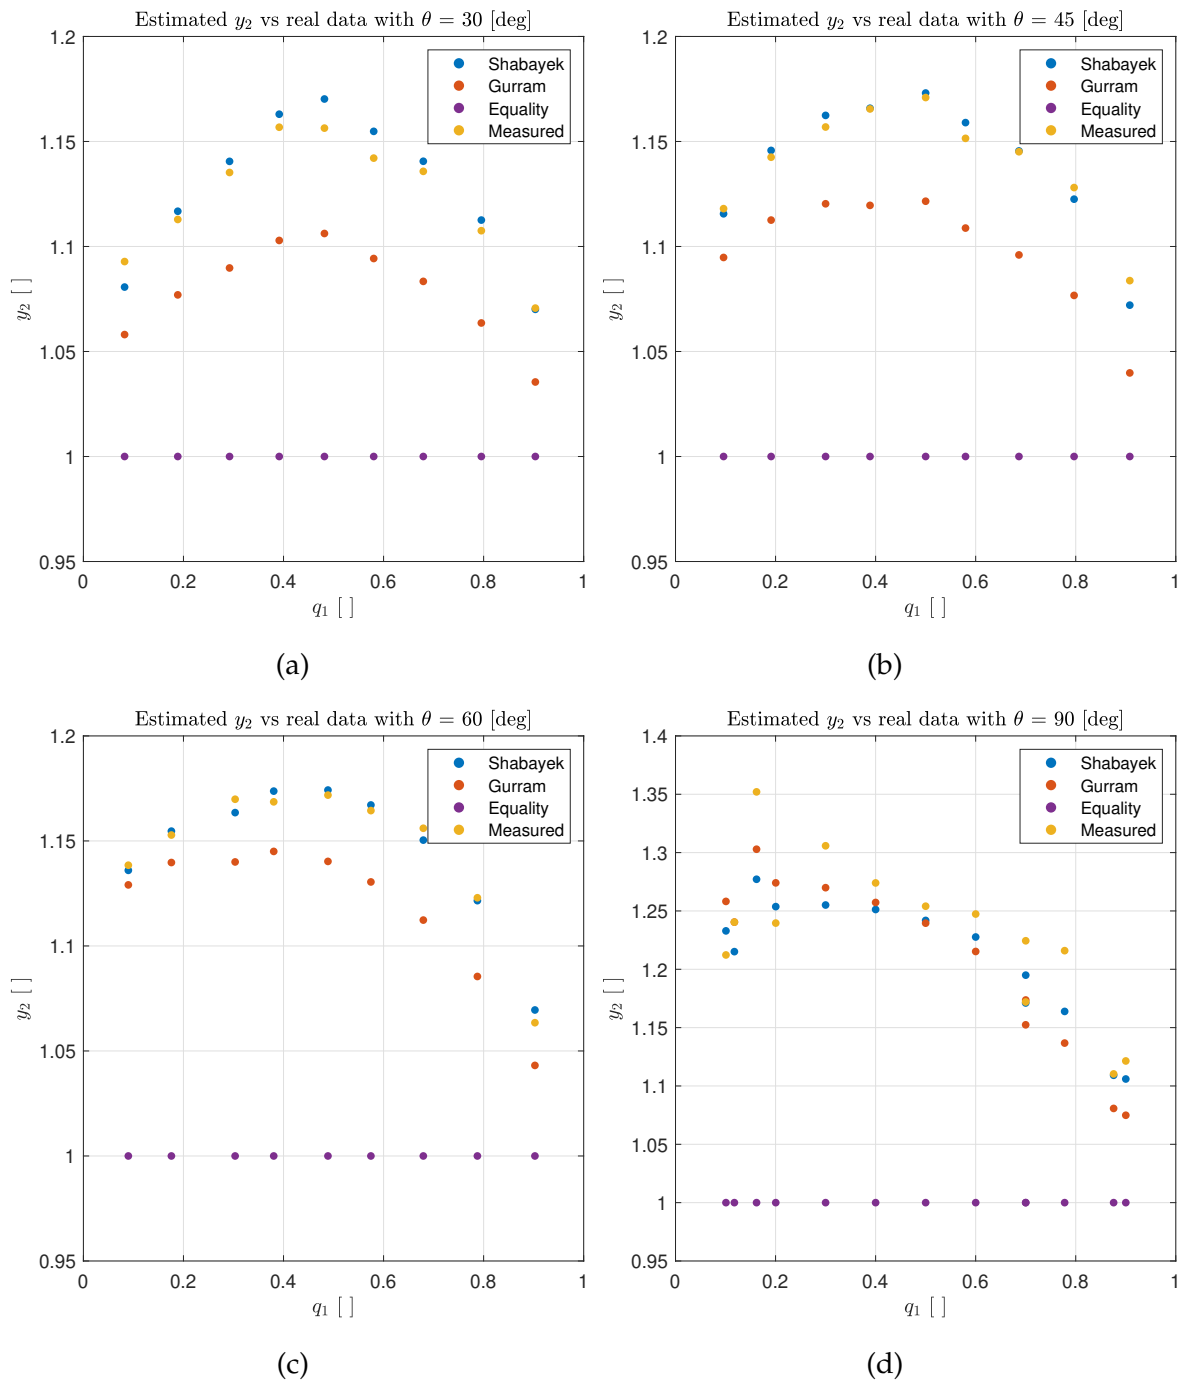 Estimated y₂ vs real data with θ = 30 [deg]
1.2
1.15
1.1
1.05
1
0.95
y₂ [ ]
Shabayek
Gurram
Equality
Measured
0 0.2 0.4 0.6 0.8 1
q₁ [ ]
(a)
Estimated y₂ vs real data with θ = 45 [deg]
1.2
1.15
1.1
1.05
1
0.95
y₂ [ ]
Shabayek
Gurram
Equality
Measured
0 0.2 0.4 0.6 0.8 1
q₁ [ ]
(b)
Estimated y₂ vs real data with θ = 60 [deg]
1.2
1.15
1.1
1.05
1
0.95
y₂ [ ]
Shabayek
Gurram
Equality
Measured
0 0.2 0.4 0.6 0.8 1
q₁ [ ]
(c)
Estimated y₂ vs real data with θ = 90 [deg]
1.4
1.35
1.3
1.25
1.2
1.15
1.1
1.05
1
0.95
y₂ [ ]
Shabayek
Gurram
Equality
Measured
0 0.2 0.4 0.6 0.8 1
q₁ [ ]
(d)